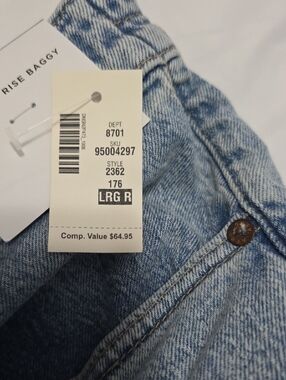 RISE BAGGY
DEPT
8701
SKU
95004297
STYLE
2362
176
LRG R
Comp. Value $64.95